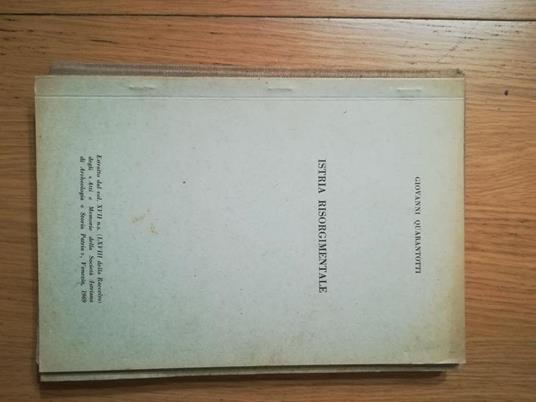 GIOVANNI QUARANTOTTI
ISTRIA RISORGIMENTALE
Estratto dal vol. XVII n.s. (LXVIII della Raccolta)
degli « Atti e Memorie della Società Istriana
di Archeologia e Storia Patria », Venezia, 1969